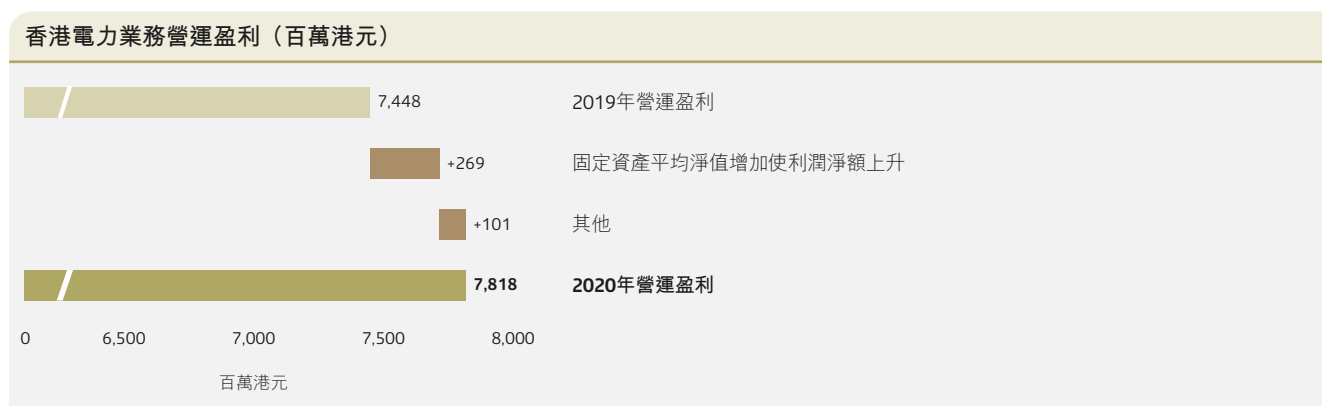 香港電力業務營運盈利（百萬港元）
7,448 2019年營運盈利
+269 固定資產平均淨值增加使利潤淨額上升
+101 其他
7,818 2020年營運盈利
0 6,500 7,000 7,500 8,000
百萬港元